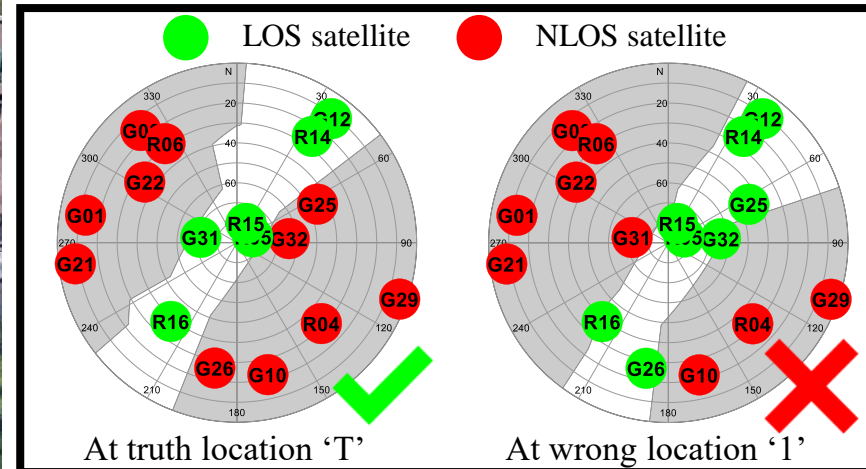 LOS satellite NLOS satellite
N
330 30
20
G12
R14
R06
40
300 60
G22
60
G25
G01
R15
G31
G32
270 90
G21
G29
R16
R04
240 120
G26
G10
210 150
180
At truth location ‘T’
N
330 30
20
G12
R14
R06
40
300 60
G22
60
G25
G01
R15
G31
G32
270 90
G21
G29
R16
R04
240 120
G26
G10
210 150
180
At wrong location ‘1’